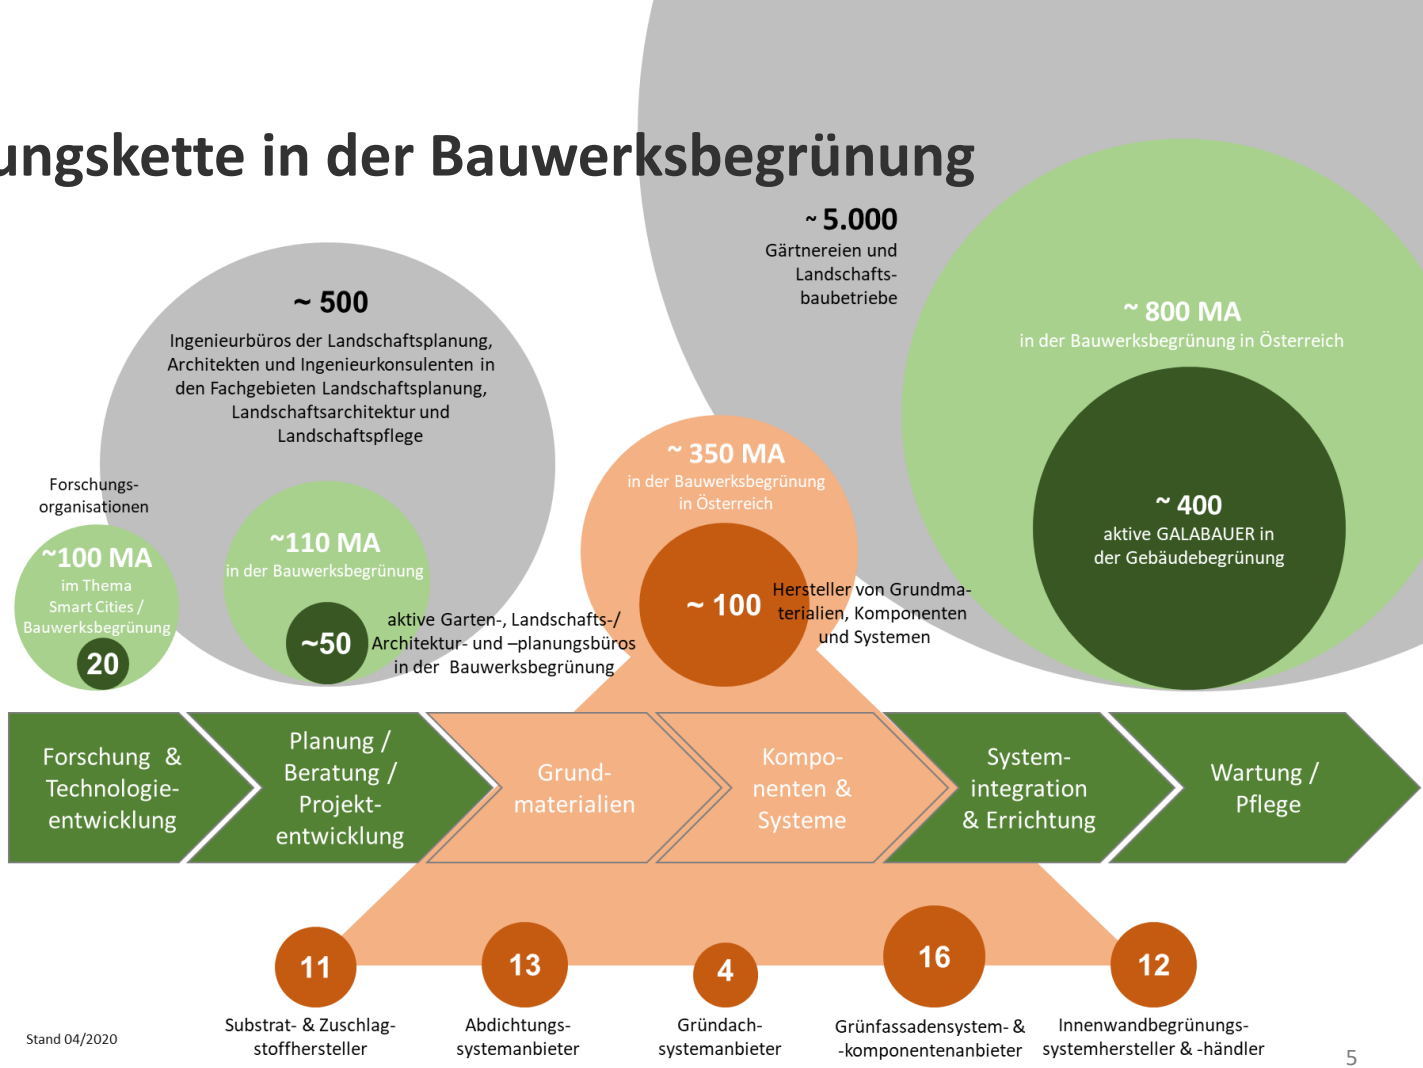 ungskette in der Bauwerksbegrünung
~ 5.000
Gärtnereien und
Landschafts-
baubetriebe
~ 500
Ingenieurbüros der Landschaftsplanung,
Architekten und Ingenieurkonsulenten in
den Fachgebieten Landschaftsplanung,
Landschaftsarchitektur und
Landschaftspflege
~ 800 MA
in der Bauwerksbegrünung in Österreich
~ 350 MA
in der Bauwerksbegrünung
in Österreich
Forschungs-
organisationen
~100 MA
im Thema
Smart Cities /
Bauwerksbegrünung
20
~110 MA
in der Bauwerksbegrünung
~50
aktive Garten-, Landschafts-/
Architektur- und –planungsbüros
in der Bauwerksbegrünung
~ 100
Hersteller von Grundma-
terialien, Komponenten
und Systemen
~ 400
aktive GALABAUER in
der Gebäudebegrünung
Forschung &
Technologie-
entwicklung
Planung /
Beratung /
Projekt-
entwicklung
Grund-
materialien
Kompo-
nenten &
Systeme
System-
integration
& Errichtung
Wartung /
Pflege
11
Substrat- & Zuschlag-
stoffhersteller
13
Abdichtungs-
systemanbieter
4
Gründach-
systemanbieter
16
Grünfassadensystem- &
-komponentenanbieter
12
Innenwandbegrünungs-
systemhersteller & -händler
Stand 04/2020
5